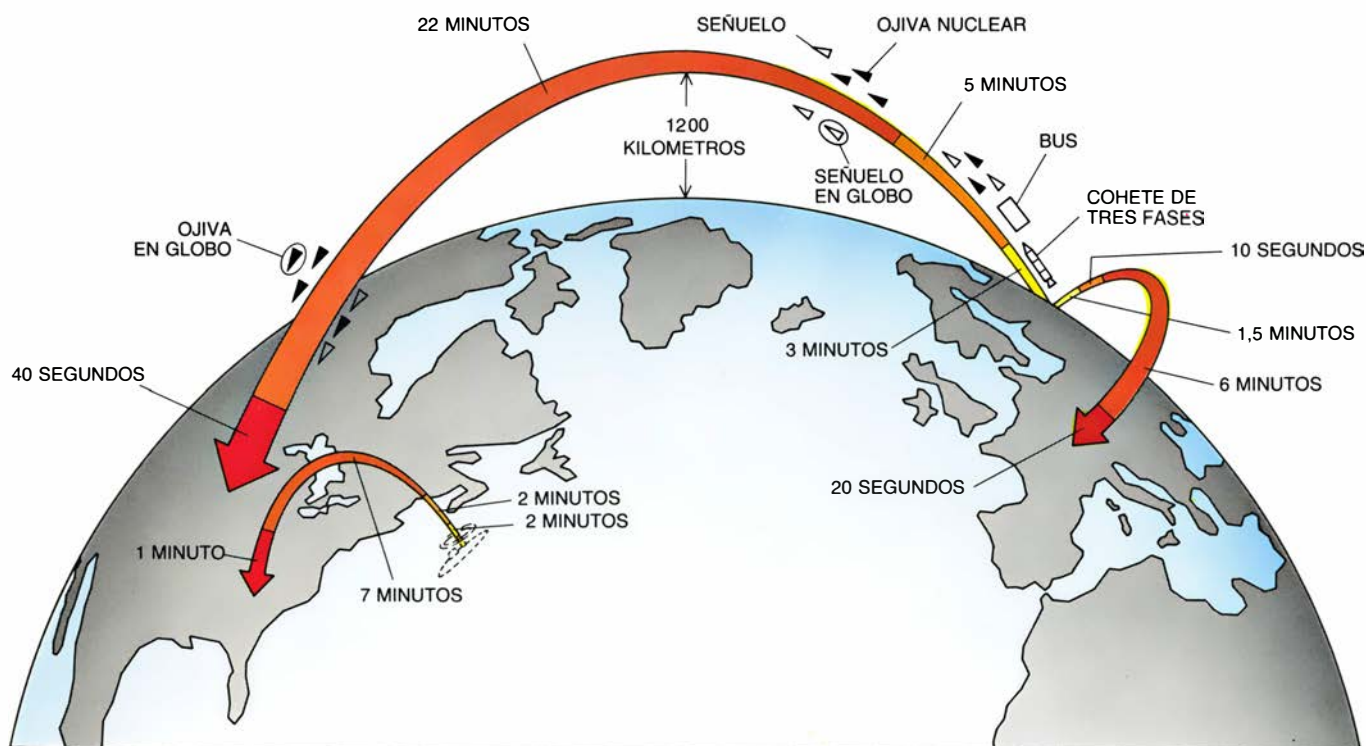 22 MINUTOS
SEÑUELO
OJIVA NUCLEAR
5 MINUTOS
1200
KILOMETROS
BUS
SEÑUELO
EN GLOBO
COHETE DE
TRES FASES
OJIVA
EN GLOBO
10 SEGUNDOS
1,5 MINUTOS
3 MINUTOS
40 SEGUNDOS
6 MINUTOS
20 SEGUNDOS
2 MINUTOS
2 MINUTOS
1 MINUTO
7 MINUTOS